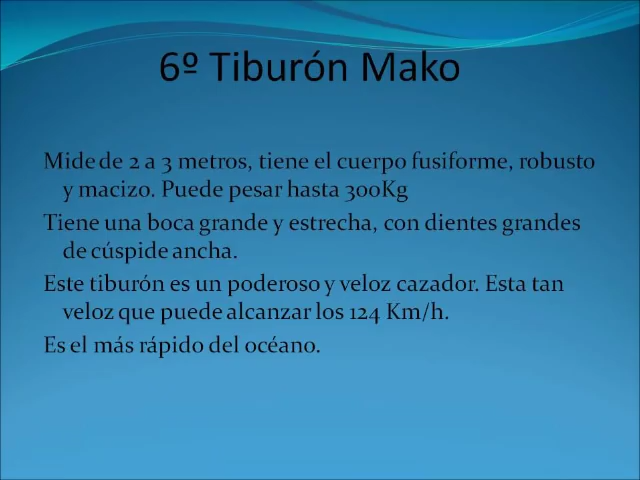 6º Tiburón Mako
Mide de 2 a 3 metros, tiene el cuerpo fusiforme, robusto
y macizo. Puede pesar hasta 300Kg
Tiene una boca grande y estrecha, con dientes grandes
de cúspide ancha.
Este tiburón es un poderoso y veloz cazador. Esta tan
veloz que puede alcanzar los 124 Km/h.
Es el más rápido del océano.